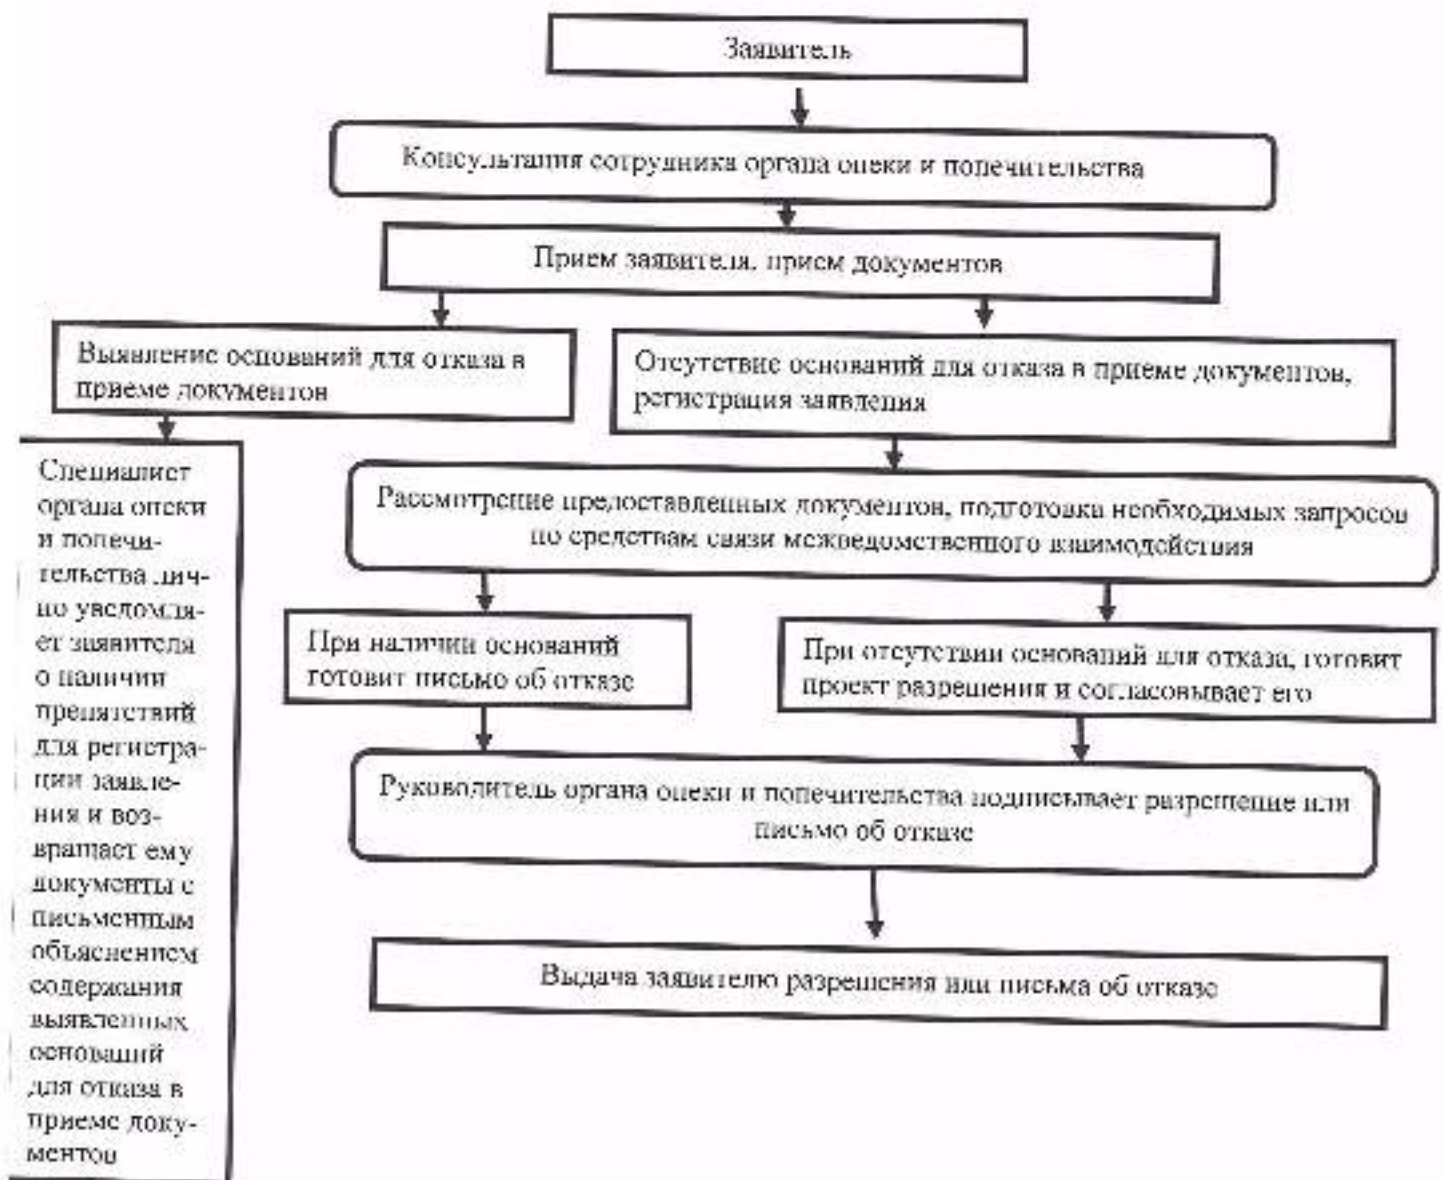 Заявитель
Консультация сотрудника органа опеки и попечительства
Прием заявителя, прием документов
Выявление оснований для отказа в
приеме документов
Отсутствие оснований для отказа в приеме документов,
регистрация заявления
Специалист
органа опеки
и попечи-
тельства лич-
но уведомля-
ет заявителя
о наличии
препятствий
для регистра-
ции заявле-
ния и воз-
вращает ему
документы с
письменным
объяснением
содержания
выявленных
оснований
для отказа в
приеме доку-
ментов
Рассмотрение предоставленных документов, подготовка необходимых запросов
по средствам связи межведомственного взаимодействия
При наличии оснований
готовит письмо об отказе
При отсутствии оснований для отказа, готовит
проект разрешения и согласовывает его
Руководитель органа опеки и попечительства подписывает разрешение или
письмо об отказе
Выдача заявителю разрешения или письма об отказе